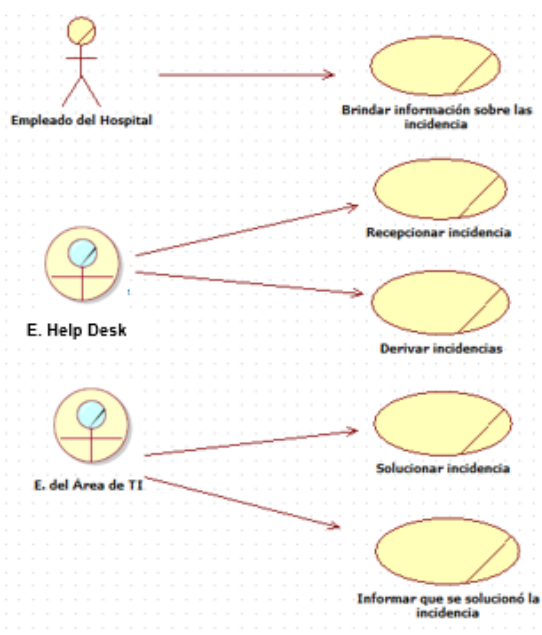 Empleado del Hospital
Brindar información sobre las
incidencia
Recepcionar incidencia
E. Help Desk
Derivar incidencias
E. del Área de TI
Solucionar incidencia
Informar que se solucionó la
incidencia